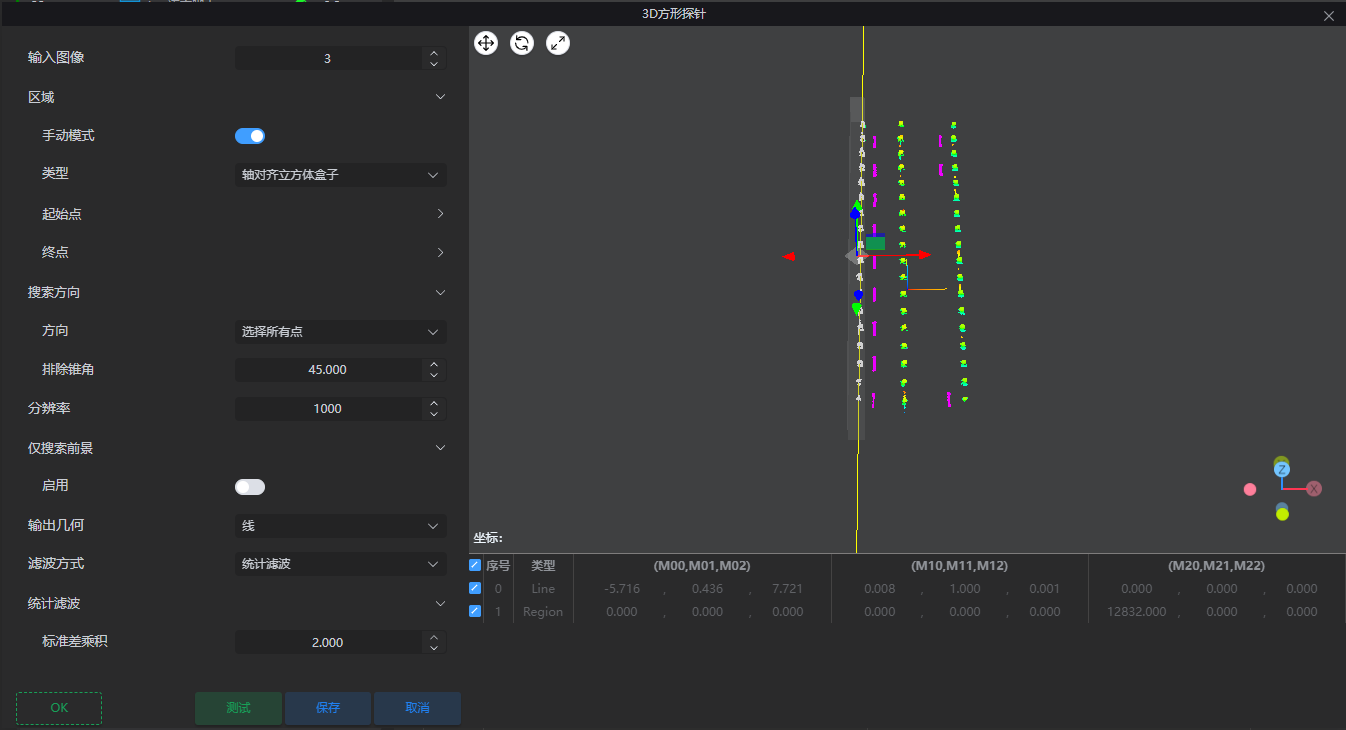 3D方形探针
输入图像 3
区域
手动模式
类型 轴对齐立方体盒子
起始点
终点
搜索方向
方向 选择所有点
排除锥角 45.000
分辨率 1000
仅搜索前景
启用
输出几何 线
滤波方式 统计滤波
统计滤波
标准差乘积 2.000
OK 测试 保存 取消
Z
X
坐标:
序号 类型 (M00,M01,M02) (M10,M11,M12) (M20,M21,M22)
0 Line -5.716 , 0.436 , 7.721 0.008 , 1.000 , 0.001 0.000 , 0.000 , 0.000
1 Region 0.000 , 0.000 , 0.000 0.000 , 0.000 , 0.000 12832.000 , 0.000 , 0.000